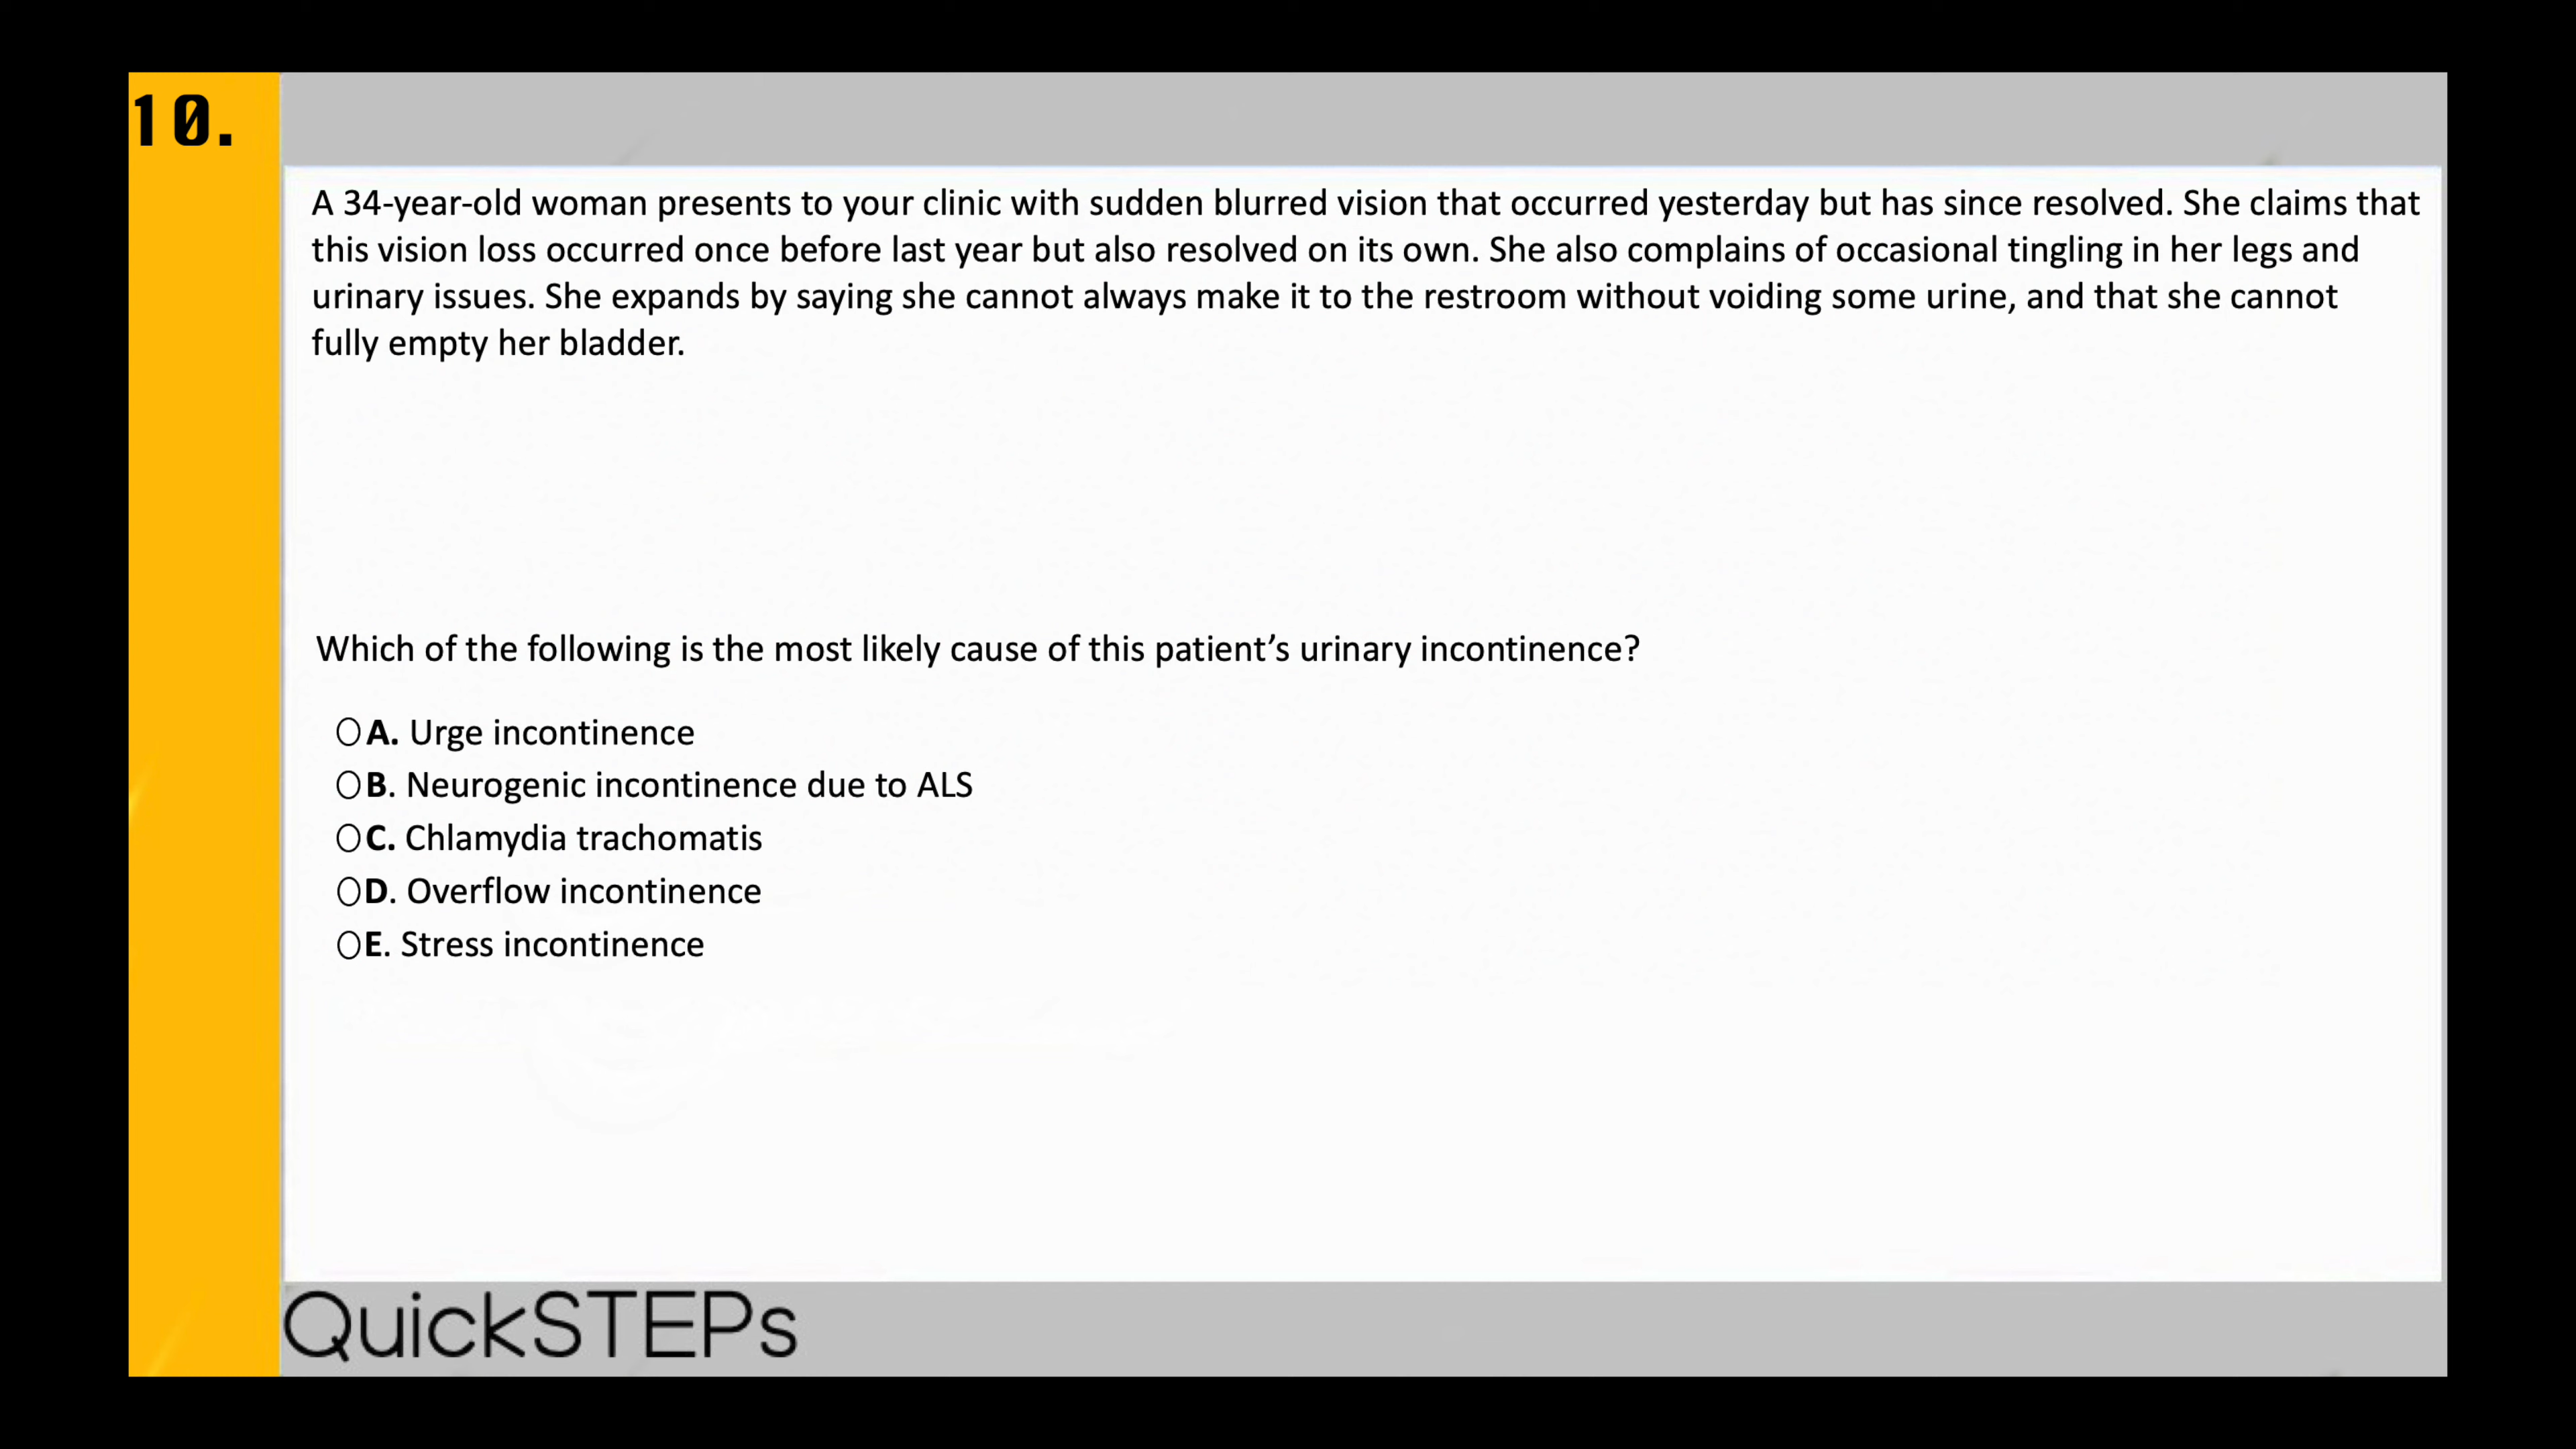 10.
A 34-year-old woman presents to your clinic with sudden blurred vision that occurred yesterday but has since resolved. She claims that
this vision loss occurred once before last year but also resolved on its own. She also complains of occasional tingling in her legs and
urinary issues. She expands by saying she cannot always make it to the restroom without voiding some urine, and that she cannot
fully empty her bladder.
Which of the following is the most likely cause of this patient’s urinary incontinence?
A. Urge incontinence
B. Neurogenic incontinence due to ALS
C. Chlamydia trachomatis
D. Overflow incontinence
E. Stress incontinence
QuickSTEPs